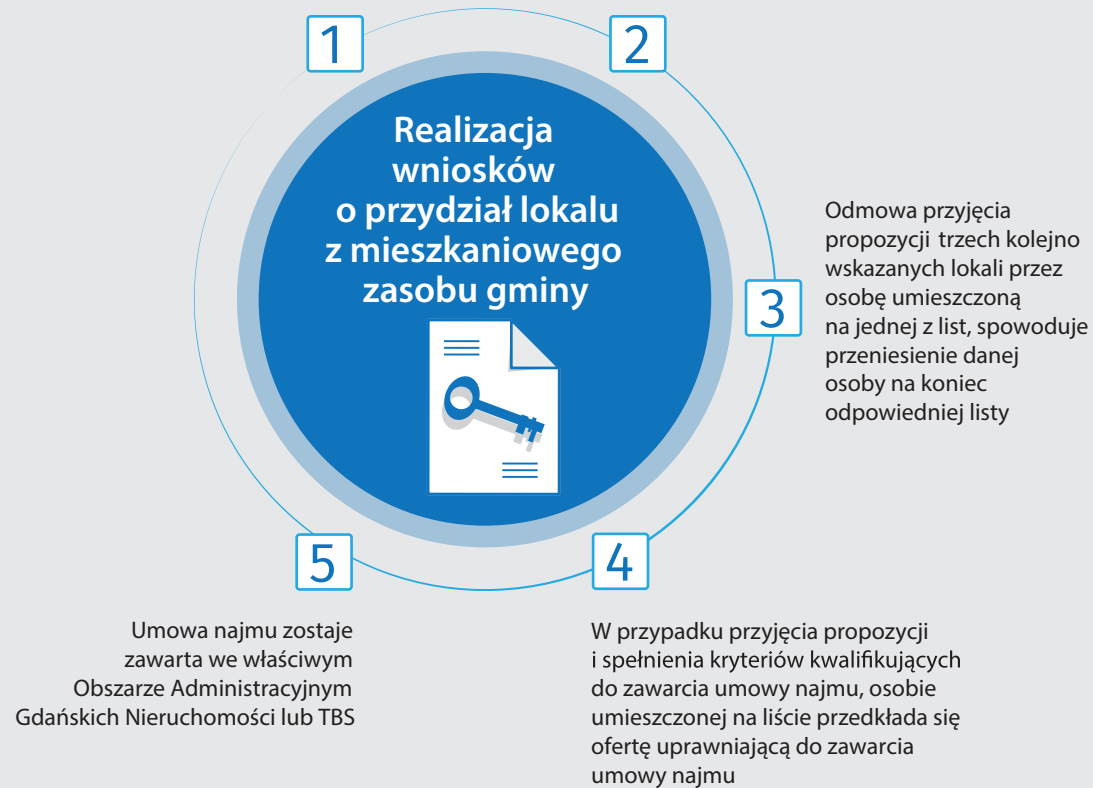 1
2
Realizacja
wniosków
o przydział lokalu
z mieszkaniowego
zasobu gminy
3
Odmowa przyjęcia
propozycji trzech kolejno
wskazanych lokali przez
osobę umieszczoną
na jednej z list, spowoduje
przeniesienie danej
osoby na koniec
odpowiedniej listy
4
W przypadku przyjęcia propozycji
i spełnienia kryteriów kwalifikujących
do zawarcia umowy najmu, osobie
umieszczonej na liście przedkłada się
ofertę uprawniającą do zawarcia
umowy najmu
5
Umowa najmu zostaje
zawarta we właściwym
Obszarze Administracyjnym
Gdańskich Nieruchomości lub TBS